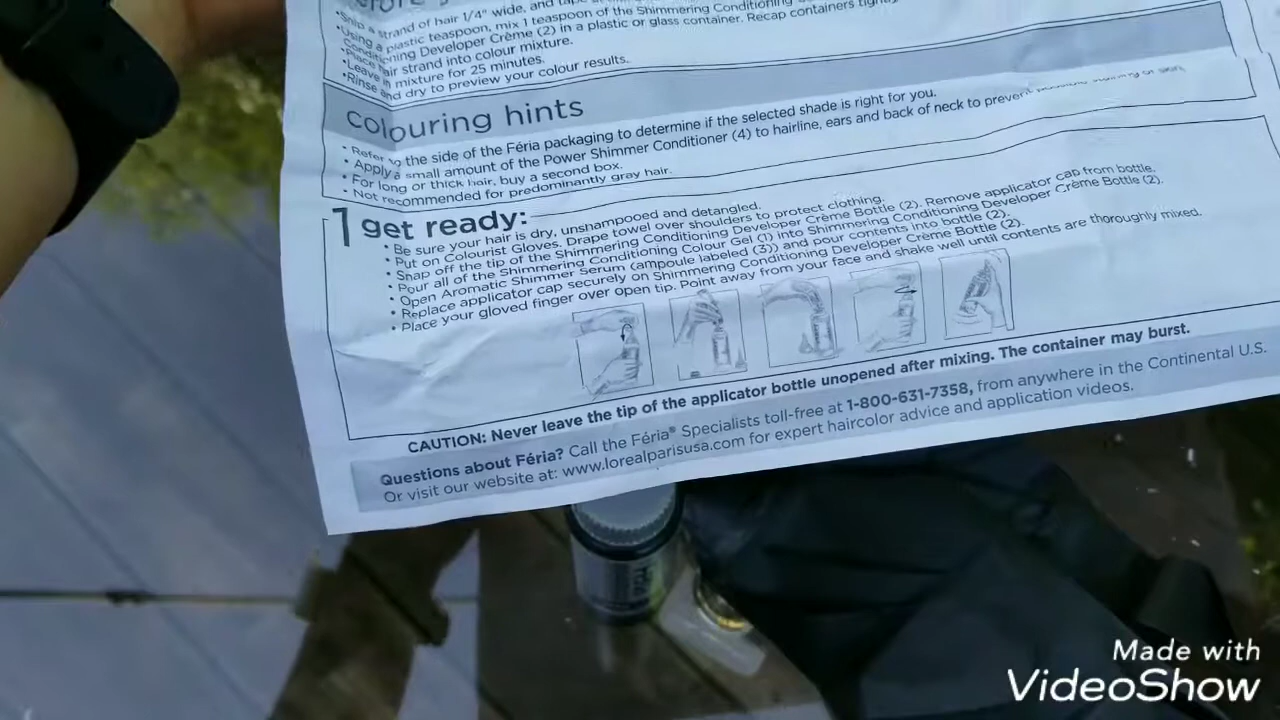 •Snip a strand of hair 1/4" wide, and tape
•Using a plastic teaspoon, mix 1 teaspoon of the Shimmering Conditioning
Conditioning Developer Crème (2) in a plastic or glass container. Recap containers tightly
•Place hair strand into colour mixture.
•Leave in mixture for 25 minutes.
•Rinse and dry to preview your colour results.
colouring hints
• Refer to the side of the Féria packaging to determine if the selected shade is right for you.
• Apply a small amount of the Power Shimmer Conditioner (4) to hairline, ears and back of neck to prevent
• For long or thick hair, buy a second box.
• Not recommended for predominantly gray hair.
1 get ready:
• Be sure your hair is dry, unshampooed and detangled.
• Put on Colourist Gloves. Drape towel over shoulders to protect clothing.
• Snap off the tip of the Shimmering Conditioning Developer Crème Bottle (2). Remove applicator cap from bottle.
• Pour all of the Shimmering Conditioning Colour Gel (1) into Shimmering Conditioning Developer Crème Bottle (2).
• Open Aromatic Shimmer Serum (ampoule labeled (3)) and pour contents into bottle (2).
• Replace applicator cap securely on Shimmering Conditioning Developer Crème Bottle (2).
• Place your gloved finger over open tip. Point away from your face and shake well until contents are thoroughly mixed.
CAUTION: Never leave the tip of the applicator bottle unopened after mixing. The container may burst.
Questions about Féria? Call the Féria® Specialists toll-free at 1-800-631-7358, from anywhere in the Continental U.S.
Or visit our website at: www.lorealparisusa.com for expert haircolor advice and application videos.
Made with
VideoShow